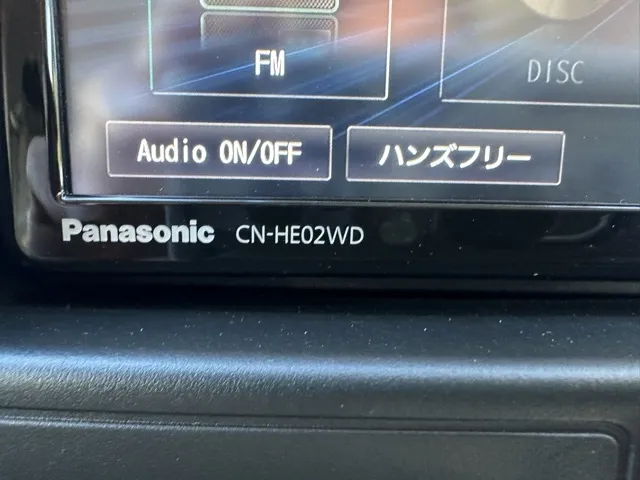 FM
DISC
Audio ON/OFF
ハンズフリー
Panasonic CN-HE02WD